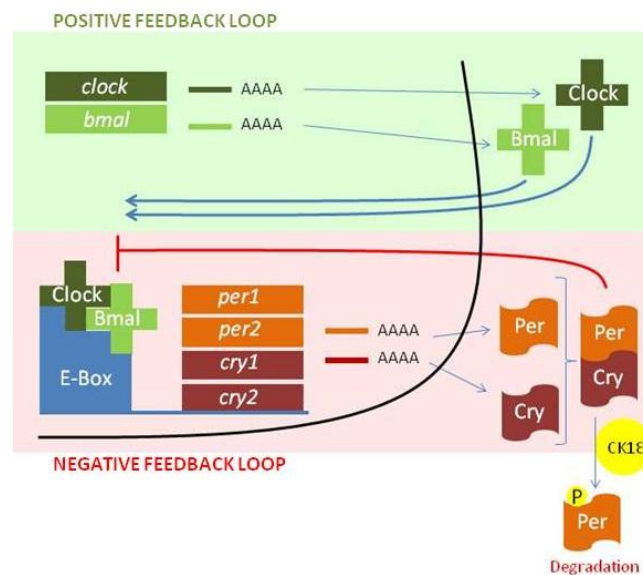 POSITIVE FEEDBACK LOOP
clock
AAAA
Clock
bmal
AAAA
Bmal
Clock
Bmal
E-Box
per1
per2
cry1
cry2
AAAA
AAAA
Per
Cry
Per
Cry
NEGATIVE FEEDBACK LOOP
P
Per
Degradation